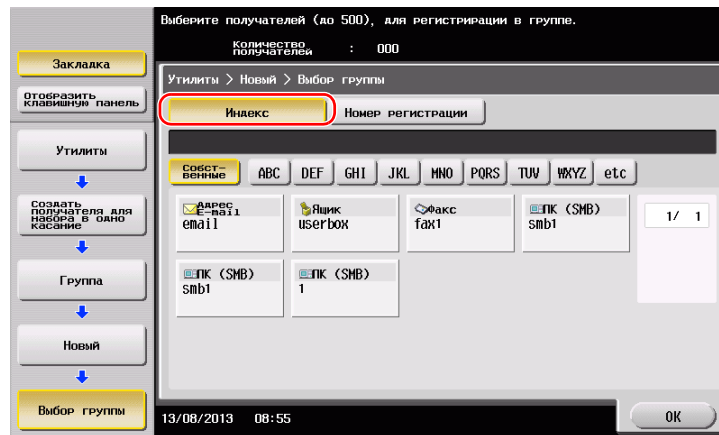 Выберите получателей (до 500), для регистрирации в группе.
Количество получателей : 000
Закладка
Отобразить клавишную панель
Утилиты
Создать получателя для набора в одно касание
Группа
Новый
Выбор группы
Утилиты > Новый > Выбор группы
Индекс
Номер регистрации
Собст-венные
ABC
DEF
GHI
JKL
MNO
PQRS
TUV
WXYZ
etc
Адрес E-mail
email
Ящик
userbox
Факс
fax1
ПК (SMB)
smb1
1/ 1
ПК (SMB)
smb1
ПК (SMB)
1
13/08/2013 08:55
OK